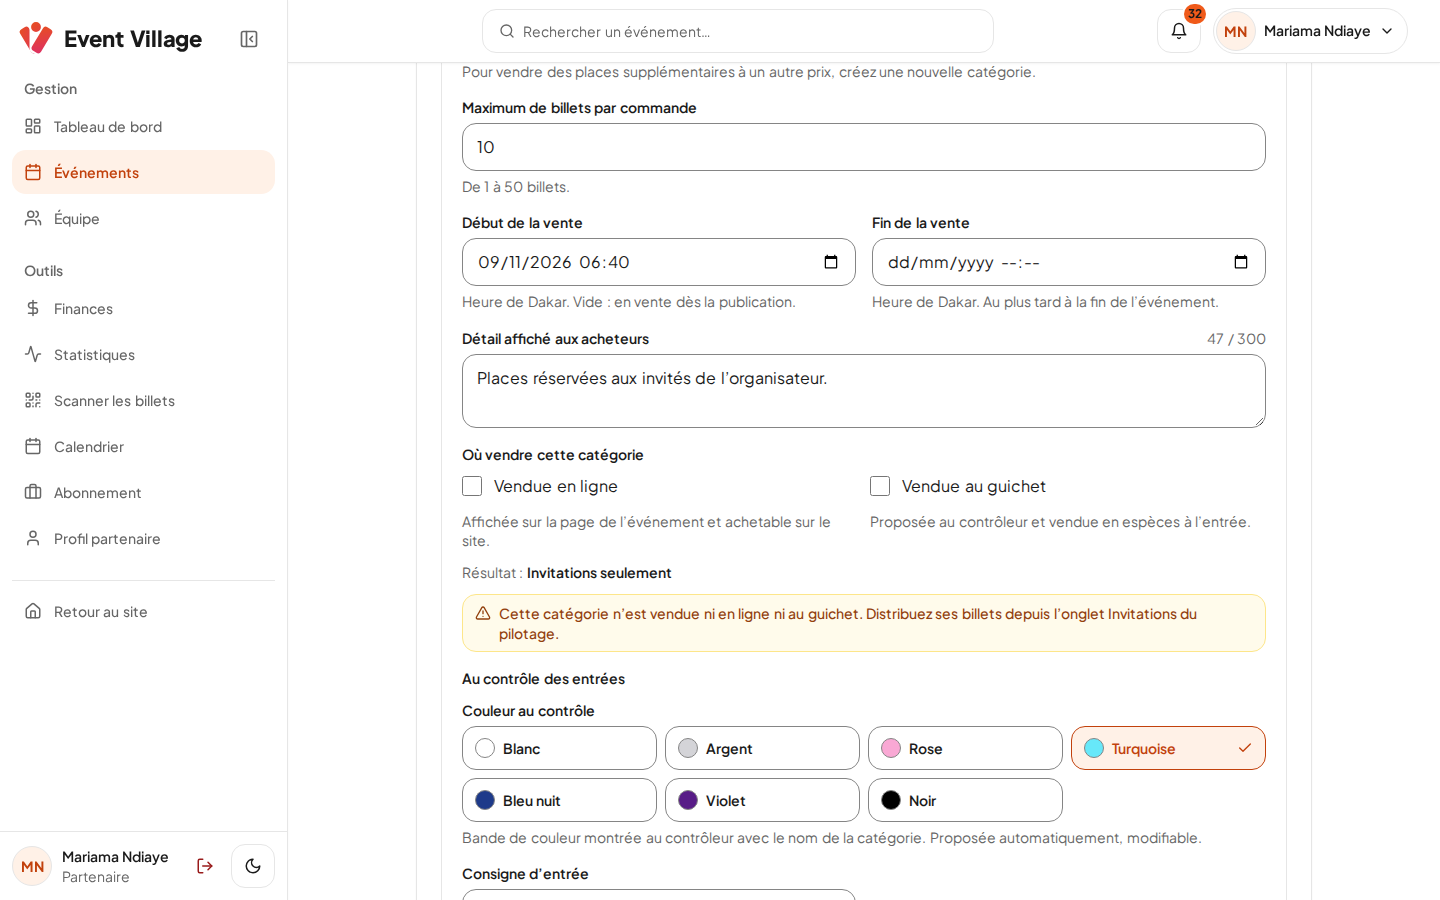 Event Village
Rechercher un événement...
32
MN
Mariama Ndiaye
Gestion
Tableau de bord
Événements
Équipe
Outils
Finances
Statistiques
Scanner les billets
Calendrier
Abonnement
Profil partenaire
Retour au site
MN
Mariama Ndiaye
Partenaire
Pour vendre des places supplémentaires à un autre prix, créez une nouvelle catégorie.
Maximum de billets par commande
10
De 1 à 50 billets.
Début de la vente
Fin de la vente
09/11/2026 06:40
dd/mm/yyyy --:--
Heure de Dakar. Vide : en vente dès la publication.
Heure de Dakar. Au plus tard à la fin de l’événement.
Détail affiché aux acheteurs
47 / 300
Places réservées aux invités de l’organisateur.
Où vendre cette catégorie
Vendue en ligne
Vendue au guichet
Affichée sur la page de l’événement et achetable sur le
site.
Proposée au contrôleur et vendue en espèces à l’entrée.
Résultat : Invitations seulement
Cette catégorie n’est vendue ni en ligne ni au guichet. Distribuez ses billets depuis l’onglet Invitations du
pilotage.
Au contrôle des entrées
Couleur au contrôle
Blanc
Argent
Rose
Turquoise
Bleu nuit
Violet
Noir
Bande de couleur montrée au contrôleur avec le nom de la catégorie. Proposée automatiquement, modifiable.
Consigne d’entrée